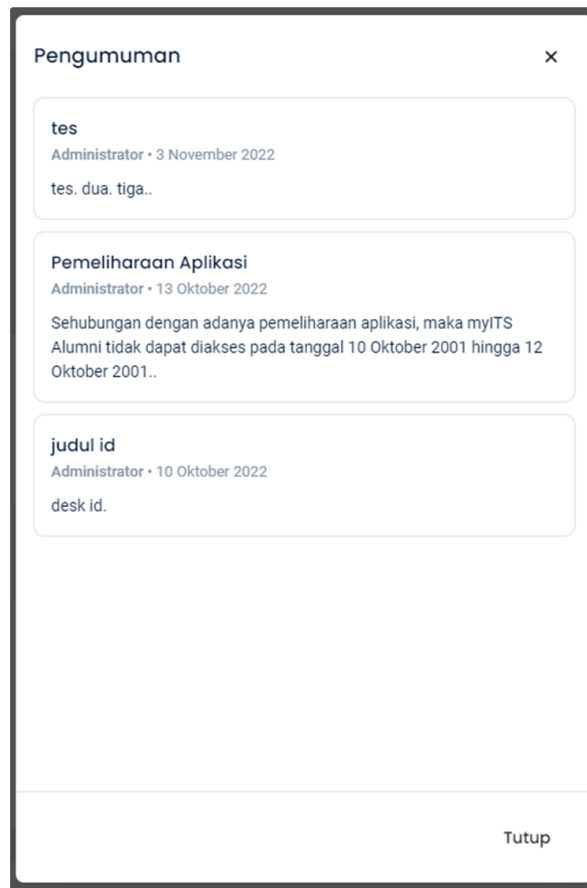 Pengumuman
×
tes
Administrator • 3 November 2022
tes. dua. tiga..
Pemeliharaan Aplikasi
Administrator • 13 Oktober 2022
Sehubungan dengan adanya pemeliharaan aplikasi, maka myITS
Alumni tidak dapat diakses pada tanggal 10 Oktober 2001 hingga 12
Oktober 2001..
judul id
Administrator • 10 Oktober 2022
desk id.
Tutup